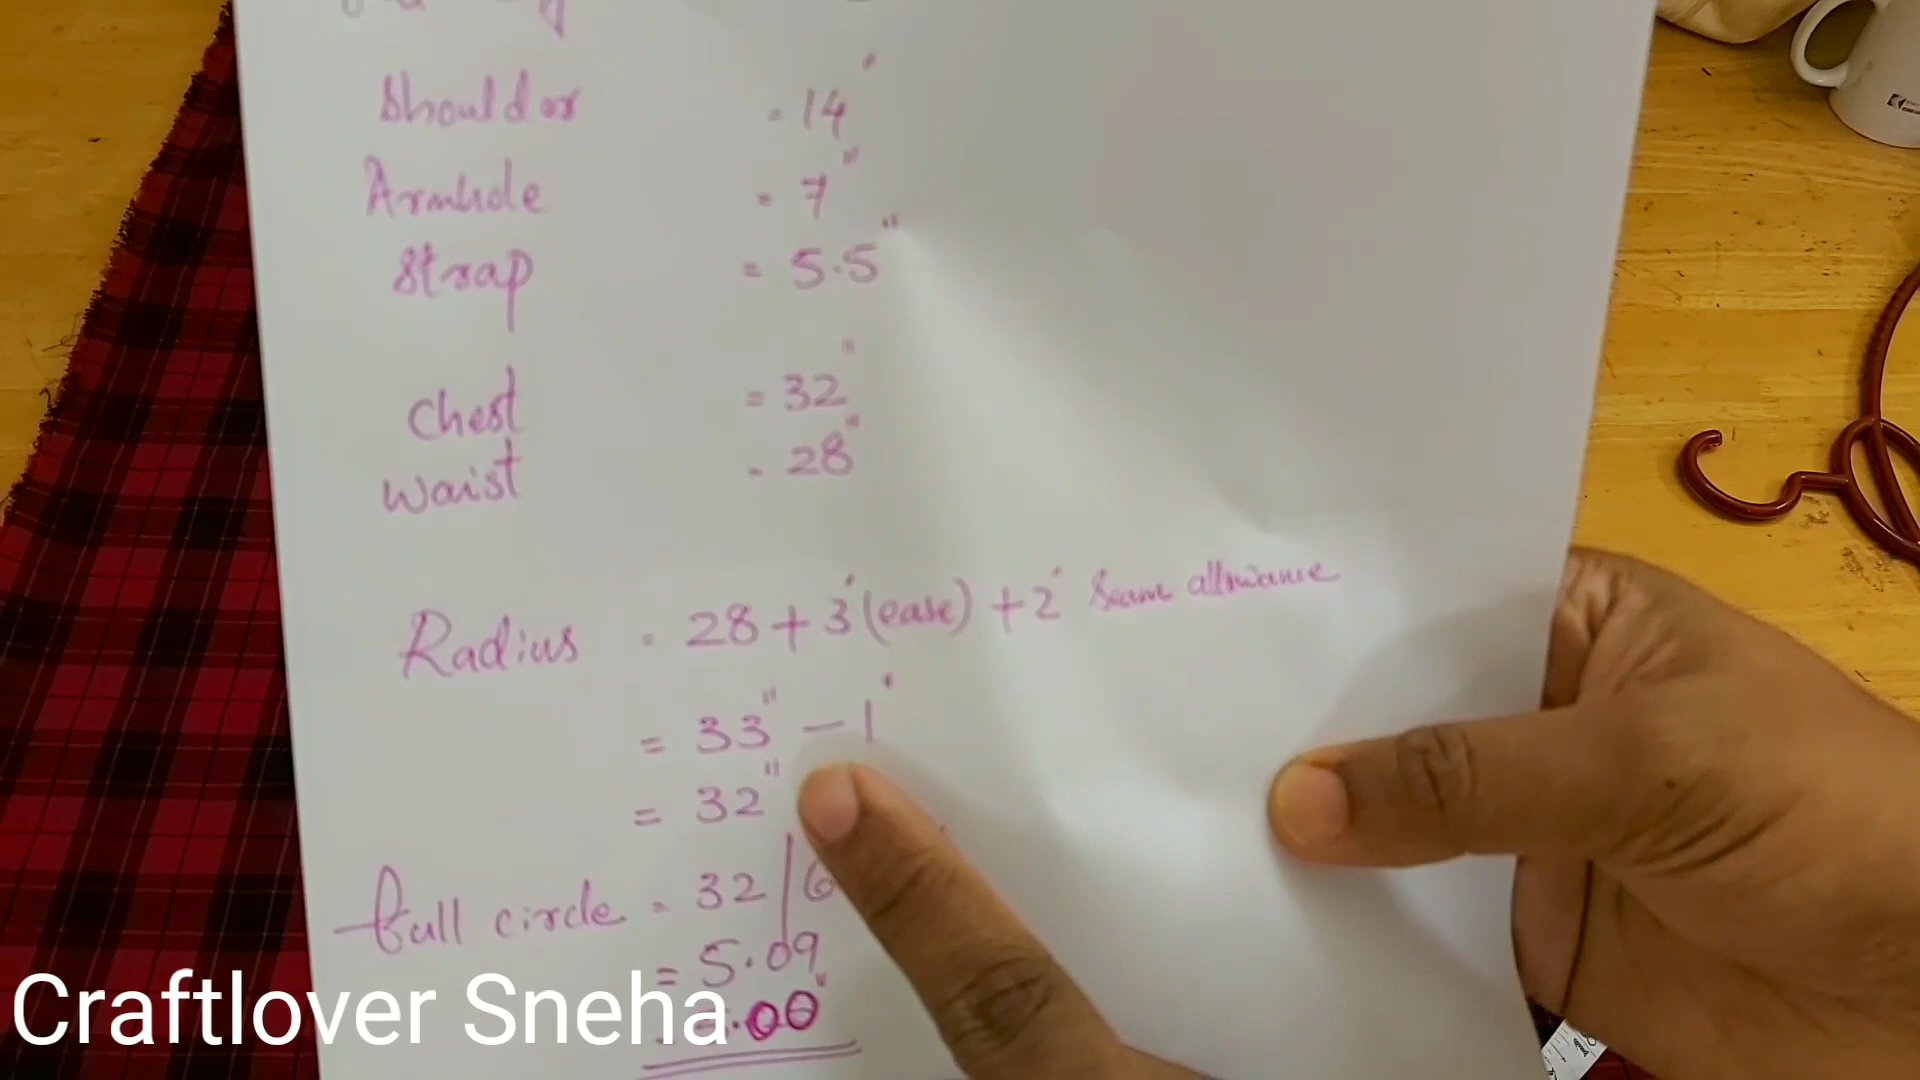 Shoulder = 14"
Armhole = 7"
Strap = 5.5"
Chest = 32"
Waist = 28"
Radius = 28 + 3" (ease) + 2" Seam allowance
= 33" - 1"
= 32"
full circle = 32/6
= 5.09
.00"
Craftlover Sneha